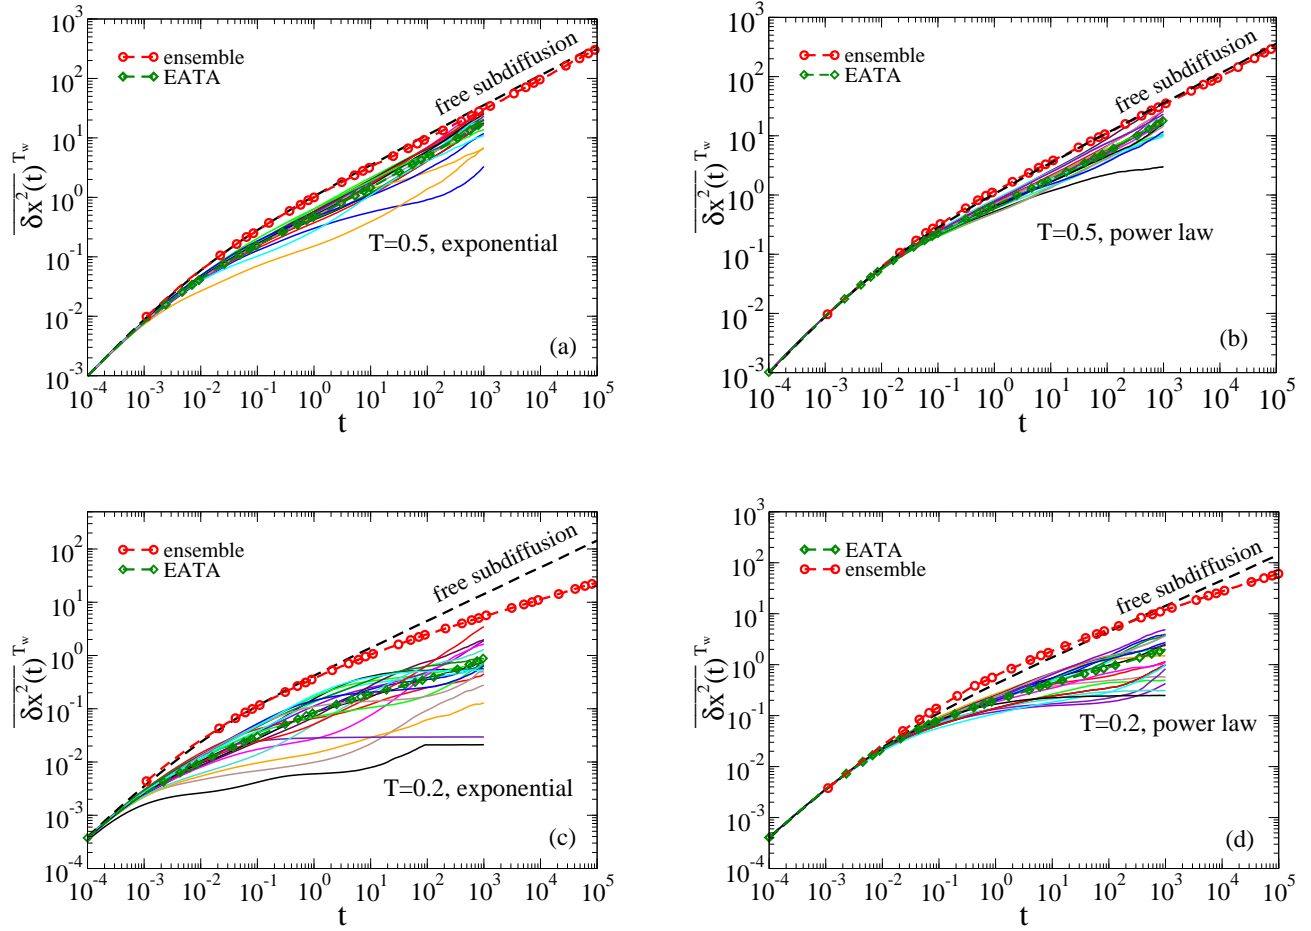 10^3
10^2
10^1
10^0
10^-1
10^-2
10^-3
ensemble
EATA
free subdiffusion
T=0.5, exponential
(a)
10^-4 10^-3 10^-2 10^-1 10^0 10^1 10^2 10^3 10^4 10^5
t
δx^2(t) T_w
10^3
10^2
10^1
10^0
10^-1
10^-2
10^-3
ensemble
EATA
free subdiffusion
T=0.5, power law
(b)
10^-4 10^-3 10^-2 10^-1 10^0 10^1 10^2 10^3 10^4 10^5
t
δx^2(t) T_w
10^2
10^1
10^0
10^-1
10^-2
10^-3
10^-4
ensemble
EATA
free subdiffusion
T=0.2, exponential
(c)
10^-4 10^-3 10^-2 10^-1 10^0 10^1 10^2 10^3 10^4 10^5
t
δx^2(t) T_w
10^3
10^2
10^1
10^0
10^-1
10^-2
10^-3
10^-4
EATA
ensemble
free subdiffusion
T=0.2, power law
(d)
10^-4 10^-3 10^-2 10^-1 10^0 10^1 10^2 10^3 10^4 10^5
t
δx^2(t) T_w